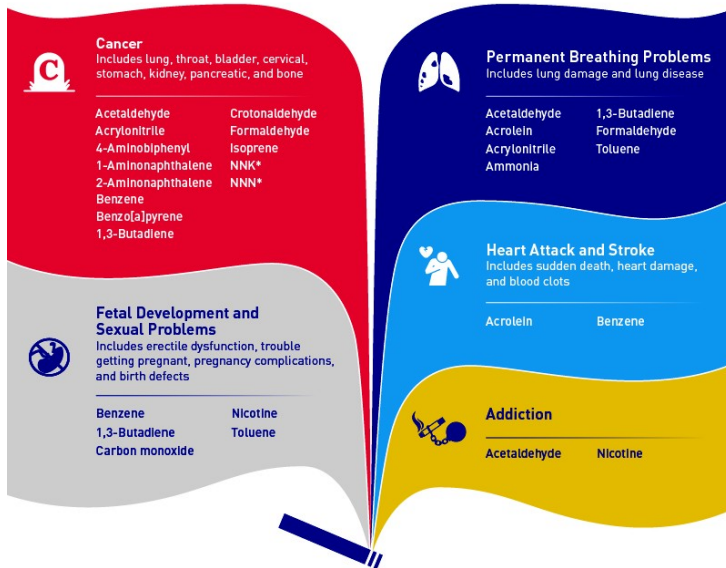 C
Cancer
Includes lung, throat, bladder, cervical,
stomach, kidney, pancreatic, and bone
Acetaldehyde
Acrylonitrile
4-Aminobiphenyl
1-Aminonaphthalene
2-Aminonaphthalene
Benzene
Benzo[a]pyrene
1,3-Butadiene
Crotonaldehyde
Formaldehyde
Isoprene
NNK*
NNN*
Fetal Development and
Sexual Problems
Includes erectile dysfunction, trouble
getting pregnant, pregnancy complications,
and birth defects
Benzene
1,3-Butadiene
Carbon monoxide
Nicotine
Toluene
Permanent Breathing Problems
Includes lung damage and lung disease
Acetaldehyde
Acrolein
Acrylonitrile
Ammonia
1,3-Butadiene
Formaldehyde
Toluene
Heart Attack and Stroke
Includes sudden death, heart damage,
and blood clots
Acrolein
Benzene
Addiction
Acetaldehyde
Nicotine